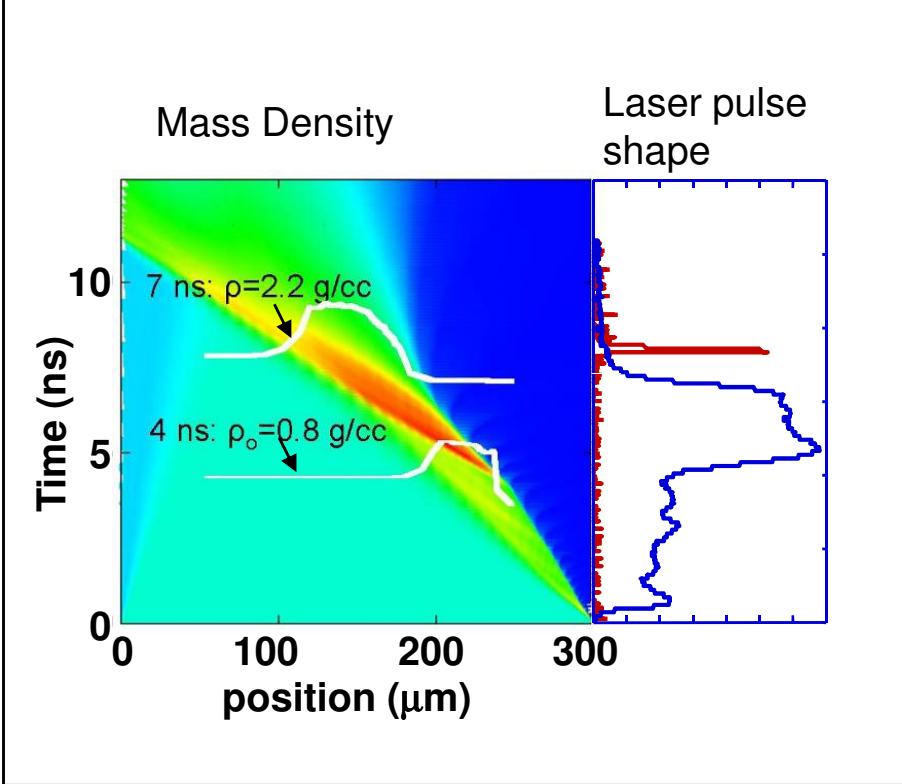 Mass Density
Laser pulse
shape
10
7 ns: ρ=2.2 g/cc
Time (ns)
4 ns: ρo=0.8 g/cc
5
0
0 100 200 300
position (μm)